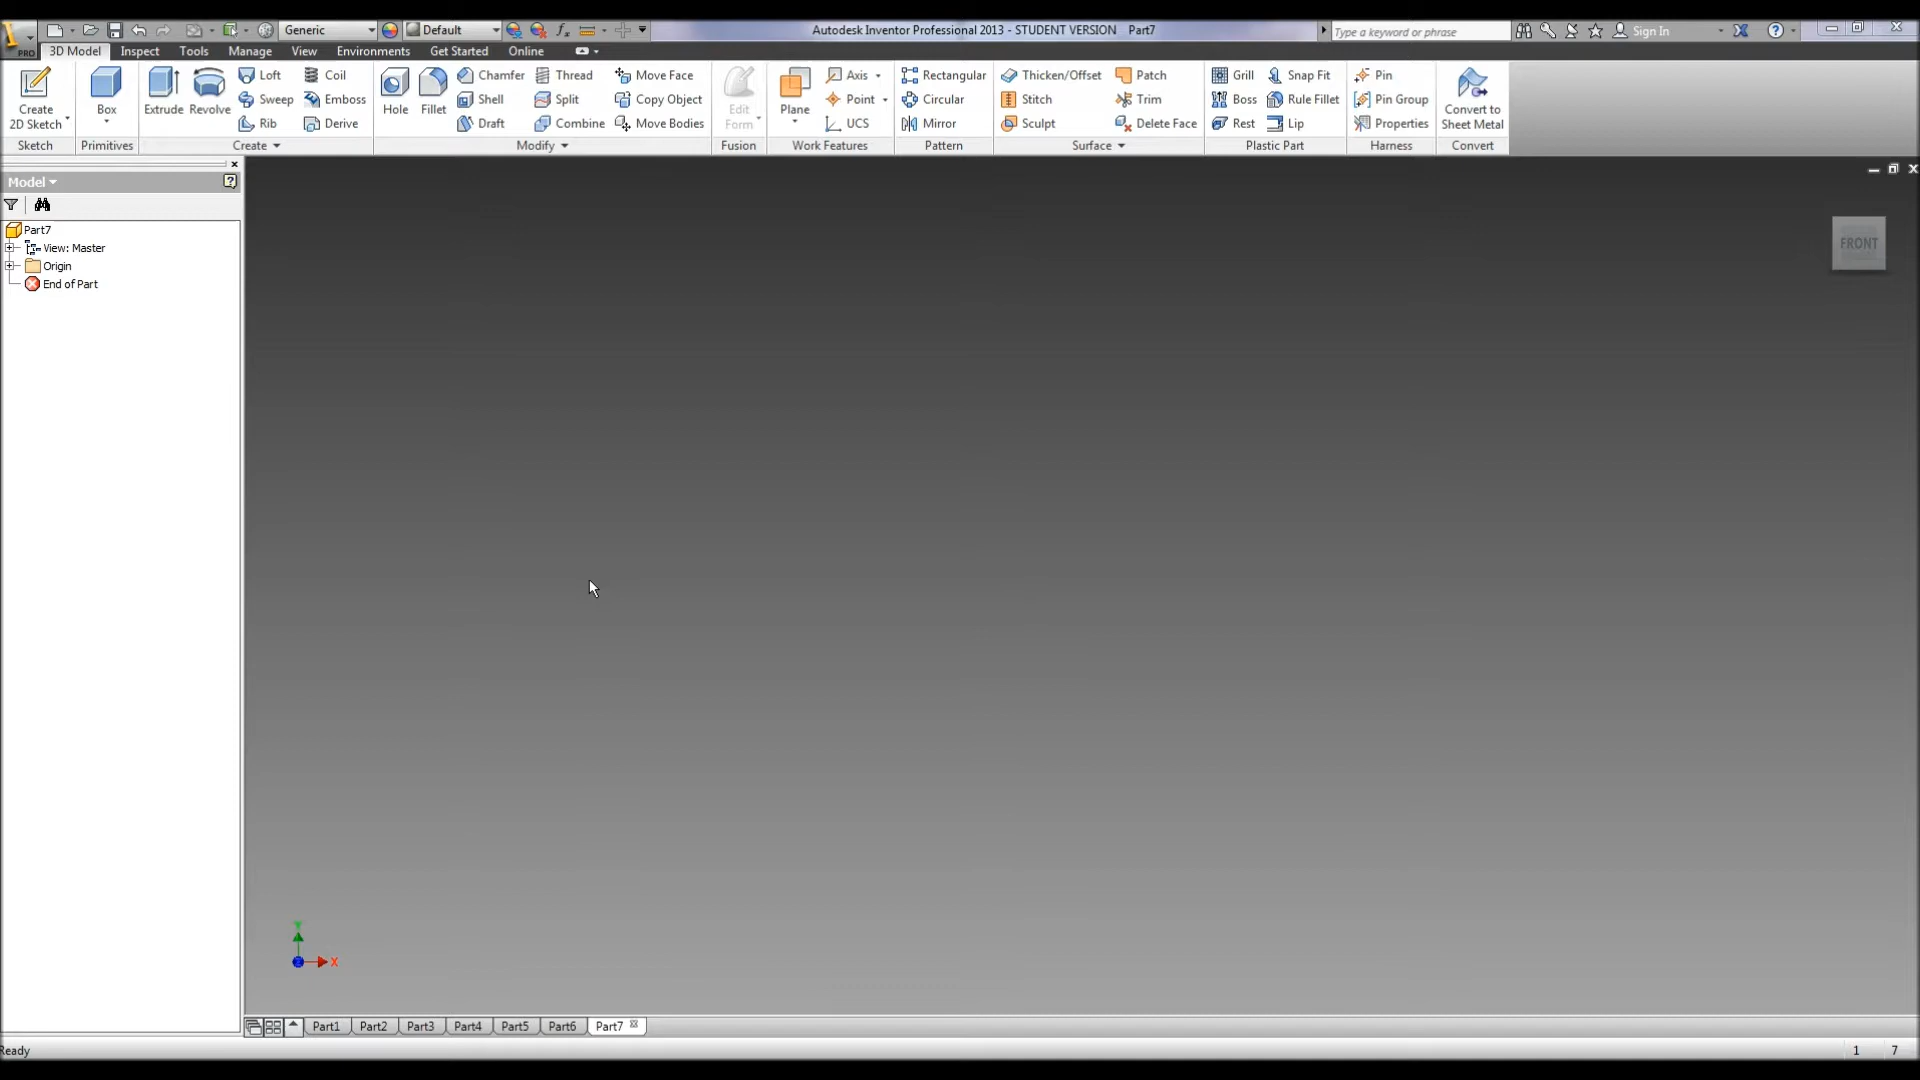 Generic Default Autodesk Inventor Professional 2013 - STUDENT VERSION Part7 Type a keyword or phrase Sign In
PRO 3D Model Inspect Tools Manage View Environments Get Started Online
Create 2D Sketch Box Extrude Revolve Loft Coil Hole Fillet Chamfer Thread Move Face Edit Form Plane Axis Rectangular Thicken/Offset Patch Grill Snap Fit Pin Convert to Sheet Metal
Sweep Emboss Shell Split Copy Object Point Circular Stitch Trim Boss Rule Fillet Pin Group
Rib Derive Draft Combine Move Bodies UCS Mirror Sculpt Delete Face Rest Lip Properties
Sketch Primitives Create Modify Fusion Work Features Pattern Surface Plastic Part Harness Convert
Model
Part7
View: Master
Origin
End of Part
FRONT
Y
X
Part1 Part2 Part3 Part4 Part5 Part6 Part7
Ready 1 7